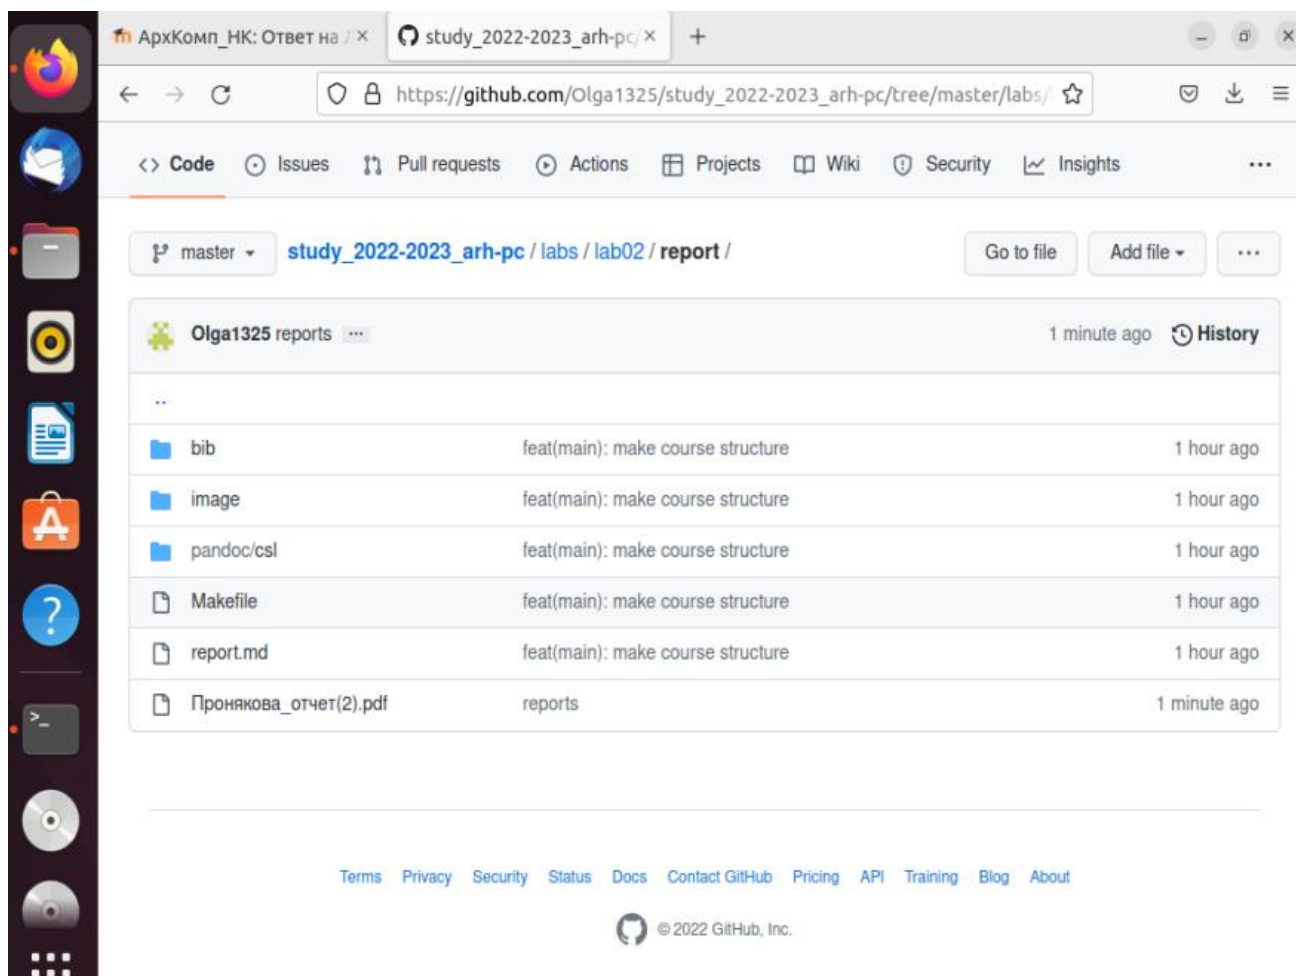 АрхКомп_НК: Ответ на Л
study_2022-2023_arh-pc/
https://github.com/Olga1325/study_2022-2023_arh-pc/tree/master/labs/
Code Issues Pull requests Actions Projects Wiki Security Insights ...
master study_2022-2023_arh-pc / labs / lab02 / report / Go to file Add file ...
Olga1325 reports ... 1 minute ago History
..
bib feat(main): make course structure 1 hour ago
image feat(main): make course structure 1 hour ago
pandoc/csl feat(main): make course structure 1 hour ago
Makefile feat(main): make course structure 1 hour ago
report.md feat(main): make course structure 1 hour ago
Пронякова_отчет(2).pdf reports 1 minute ago
Terms Privacy Security Status Docs Contact GitHub Pricing API Training Blog About
© 2022 GitHub, Inc.